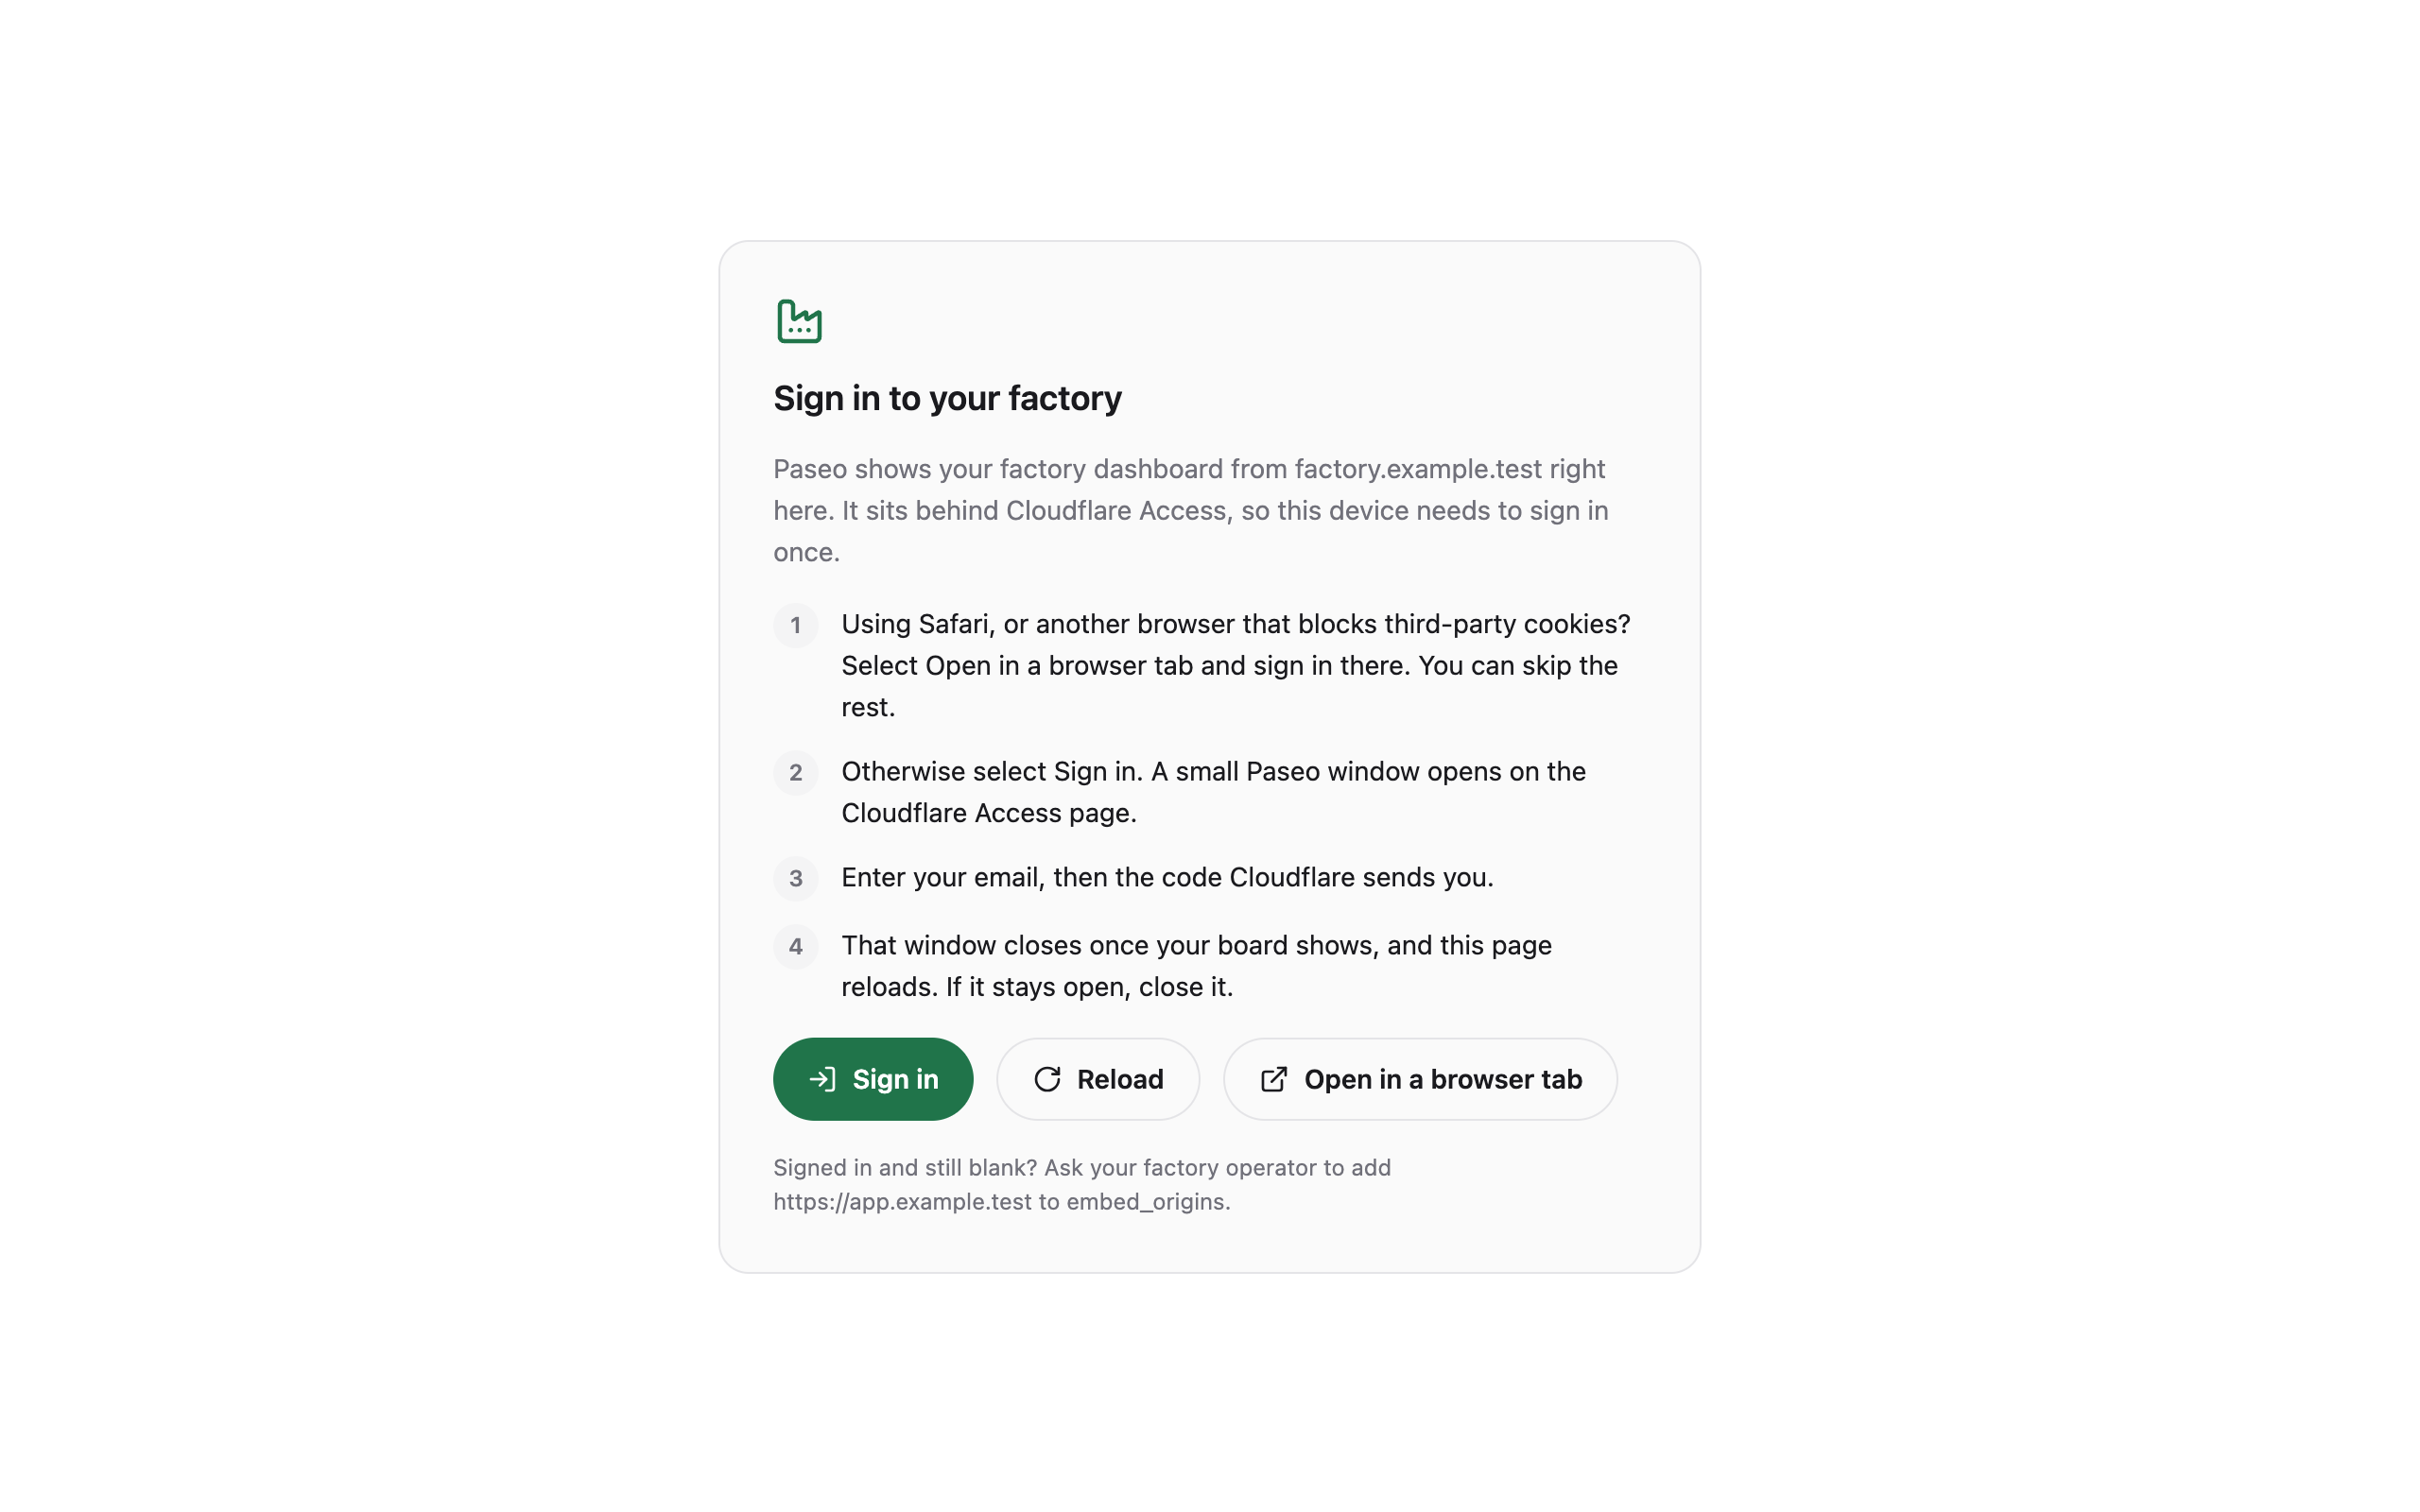 Sign in to your factory
Paseo shows your factory dashboard from factory.example.test right
here. It sits behind Cloudflare Access, so this device needs to sign in
once.
1 Using Safari, or another browser that blocks third-party cookies?
Select Open in a browser tab and sign in there. You can skip the
rest.
2 Otherwise select Sign in. A small Paseo window opens on the
Cloudflare Access page.
3 Enter your email, then the code Cloudflare sends you.
4 That window closes once your board shows, and this page
reloads. If it stays open, close it.
Sign in Reload Open in a browser tab
Signed in and still blank? Ask your factory operator to add
https://app.example.test to embed_origins.